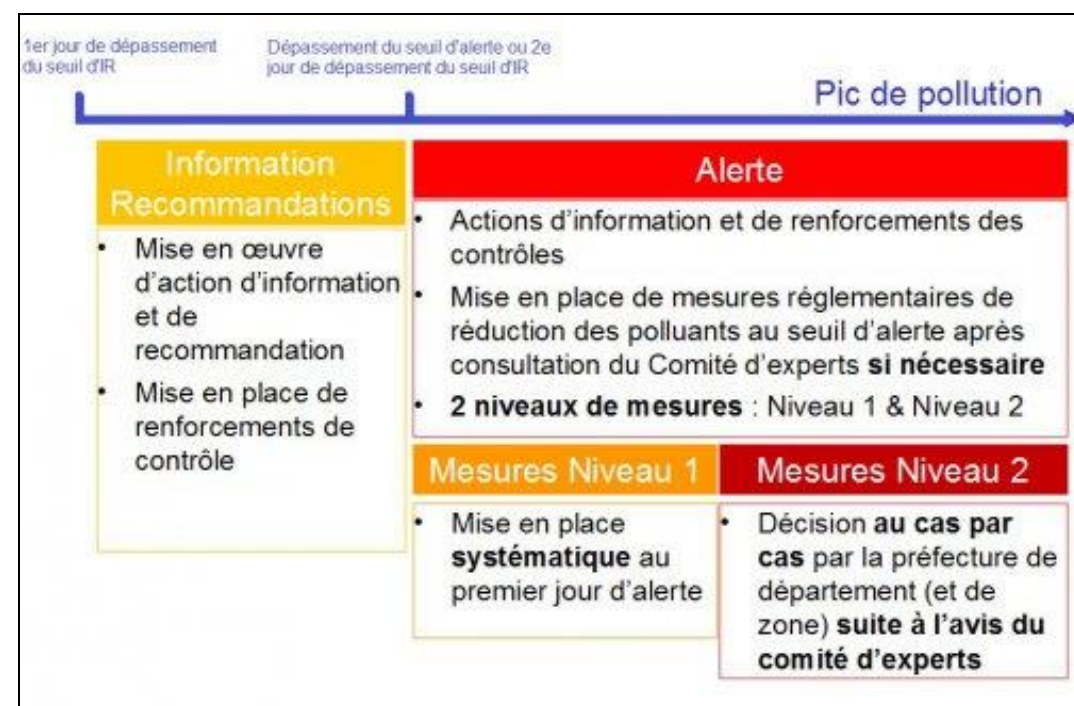 1er jour de dépassement
du seuil d'IR
Dépassement du seuil d'alerte ou 2e
jour de dépassement du seuil d'IR
Pic de pollution
Information
Recommandations
• Mise en œuvre
d'action d'information
et de
recommandation
• Mise en place de
renforcements de
contrôle
Alerte
• Actions d'information et de renforcements des
contrôles
• Mise en place de mesures réglementaires de
réduction des polluants au seuil d'alerte après
consultation du Comité d'experts si nécessaire
• 2 niveaux de mesures : Niveau 1 & Niveau 2
Mesures Niveau 1
• Mise en place
systématique au
premier jour d'alerte
Mesures Niveau 2
• Décision au cas par
cas par la préfecture de
département (et de
zone) suite à l'avis du
comité d'experts